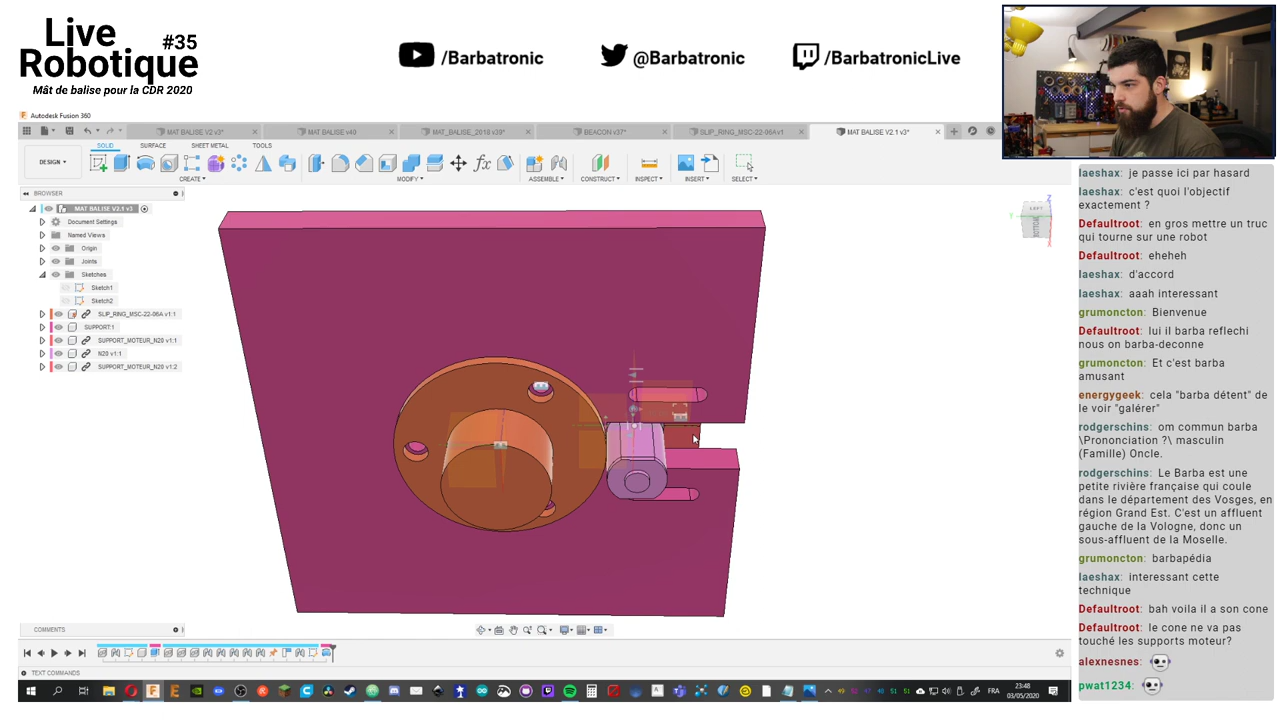 Live
Robotique #35
Mât de balise pour la CDR 2020
/Barbatronic
@Barbatronic
/BarbatronicLive
Autodesk Fusion 360
MAT BALISE V2 v3*
MAT BALISE v40
MAT_BALISE_2018 v39*
BEACON v37*
SLIP_RING_MSC-22-06Av1
MAT BALISE V2.1 v3*
SOLID
SURFACE
SHEET METAL
TOOLS
DESIGN
CREATE
MODIFY
ASSEMBLE
CONSTRUCT
INSPECT
INSERT
SELECT
BROWSER
MAT BALISE V2.1 v3
Document Settings
Named Views
Origin
Joints
Sketches
Sketch1
Sketch2
SLIP_RING_MSC-22-06A v1:1
SUPPORT:1
SUPPORT_MOTEUR_N20 v1:1
N20 v1:1
SUPPORT_MOTEUR_N20 v1:2
LEFT
COMMENTS
TEXT COMMANDS
laeshax: je passe ici par hasard
laeshax: c'est quoi l'objectif
exactement ?
Defaultroot: en gros mettre un truc
qui tourne sur une robot
Defaultroot: eheheh
laeshax: d'accord
laeshax: aaah interessant
grumoncton: Bienvenue
Defaultroot: lui il barba reflechi
nous on barba-deconne
grumoncton: Et c'est barba
amusant
energygeek: cela "barba détent" de
le voir "galérer"
rodgerschins: om commun barba
\Prononciation ?\ masculin
(Famille) Oncle.
rodgerschins: Le Barba est une
petite rivière française qui coule
dans le département des Vosges, en
région Grand Est. C'est un affluent
gauche de la Vologne, donc un
sous-affluent de la Moselle.
grumoncton: barbapédia
laeshax: interessant cette
technique
Defaultroot: bah voila il a son cone
Defaultroot: le cone ne va pas
touché les supports moteur?
alexnesnes:
pwat1234:
FRA
23:48
03/05/2020